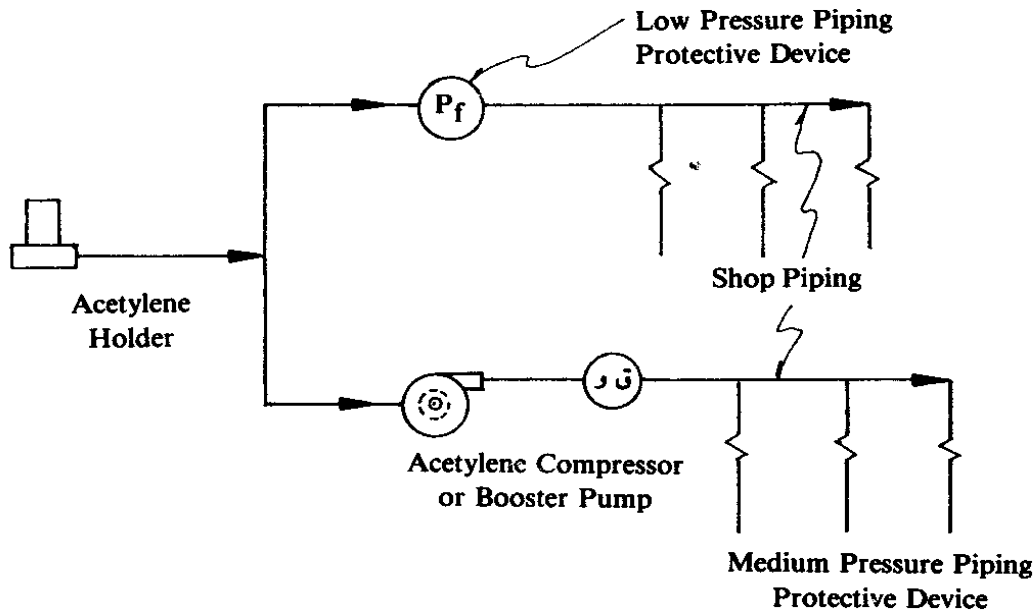 Low Pressure Piping
Protective Device
Pf
Shop Piping
Acetylene
Holder
ق و
Acetylene Compressor
or Booster Pump
Medium Pressure Piping
Protective Device